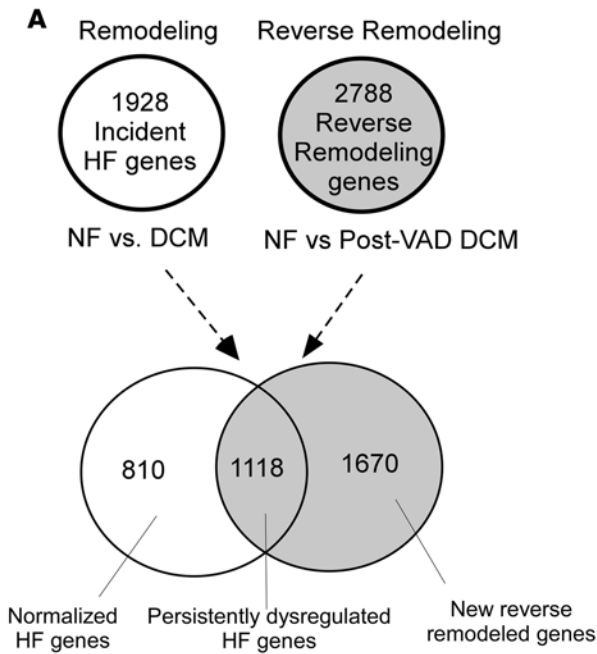 A
Remodeling
Reverse Remodeling
1928
Incident
HF genes
2788
Reverse
Remodeling
genes
NF vs. DCM
NF vs Post-VAD DCM
810
1118
1670
Normalized
HF genes
Persistently dysregulated
HF genes
New reverse
remodeled genes